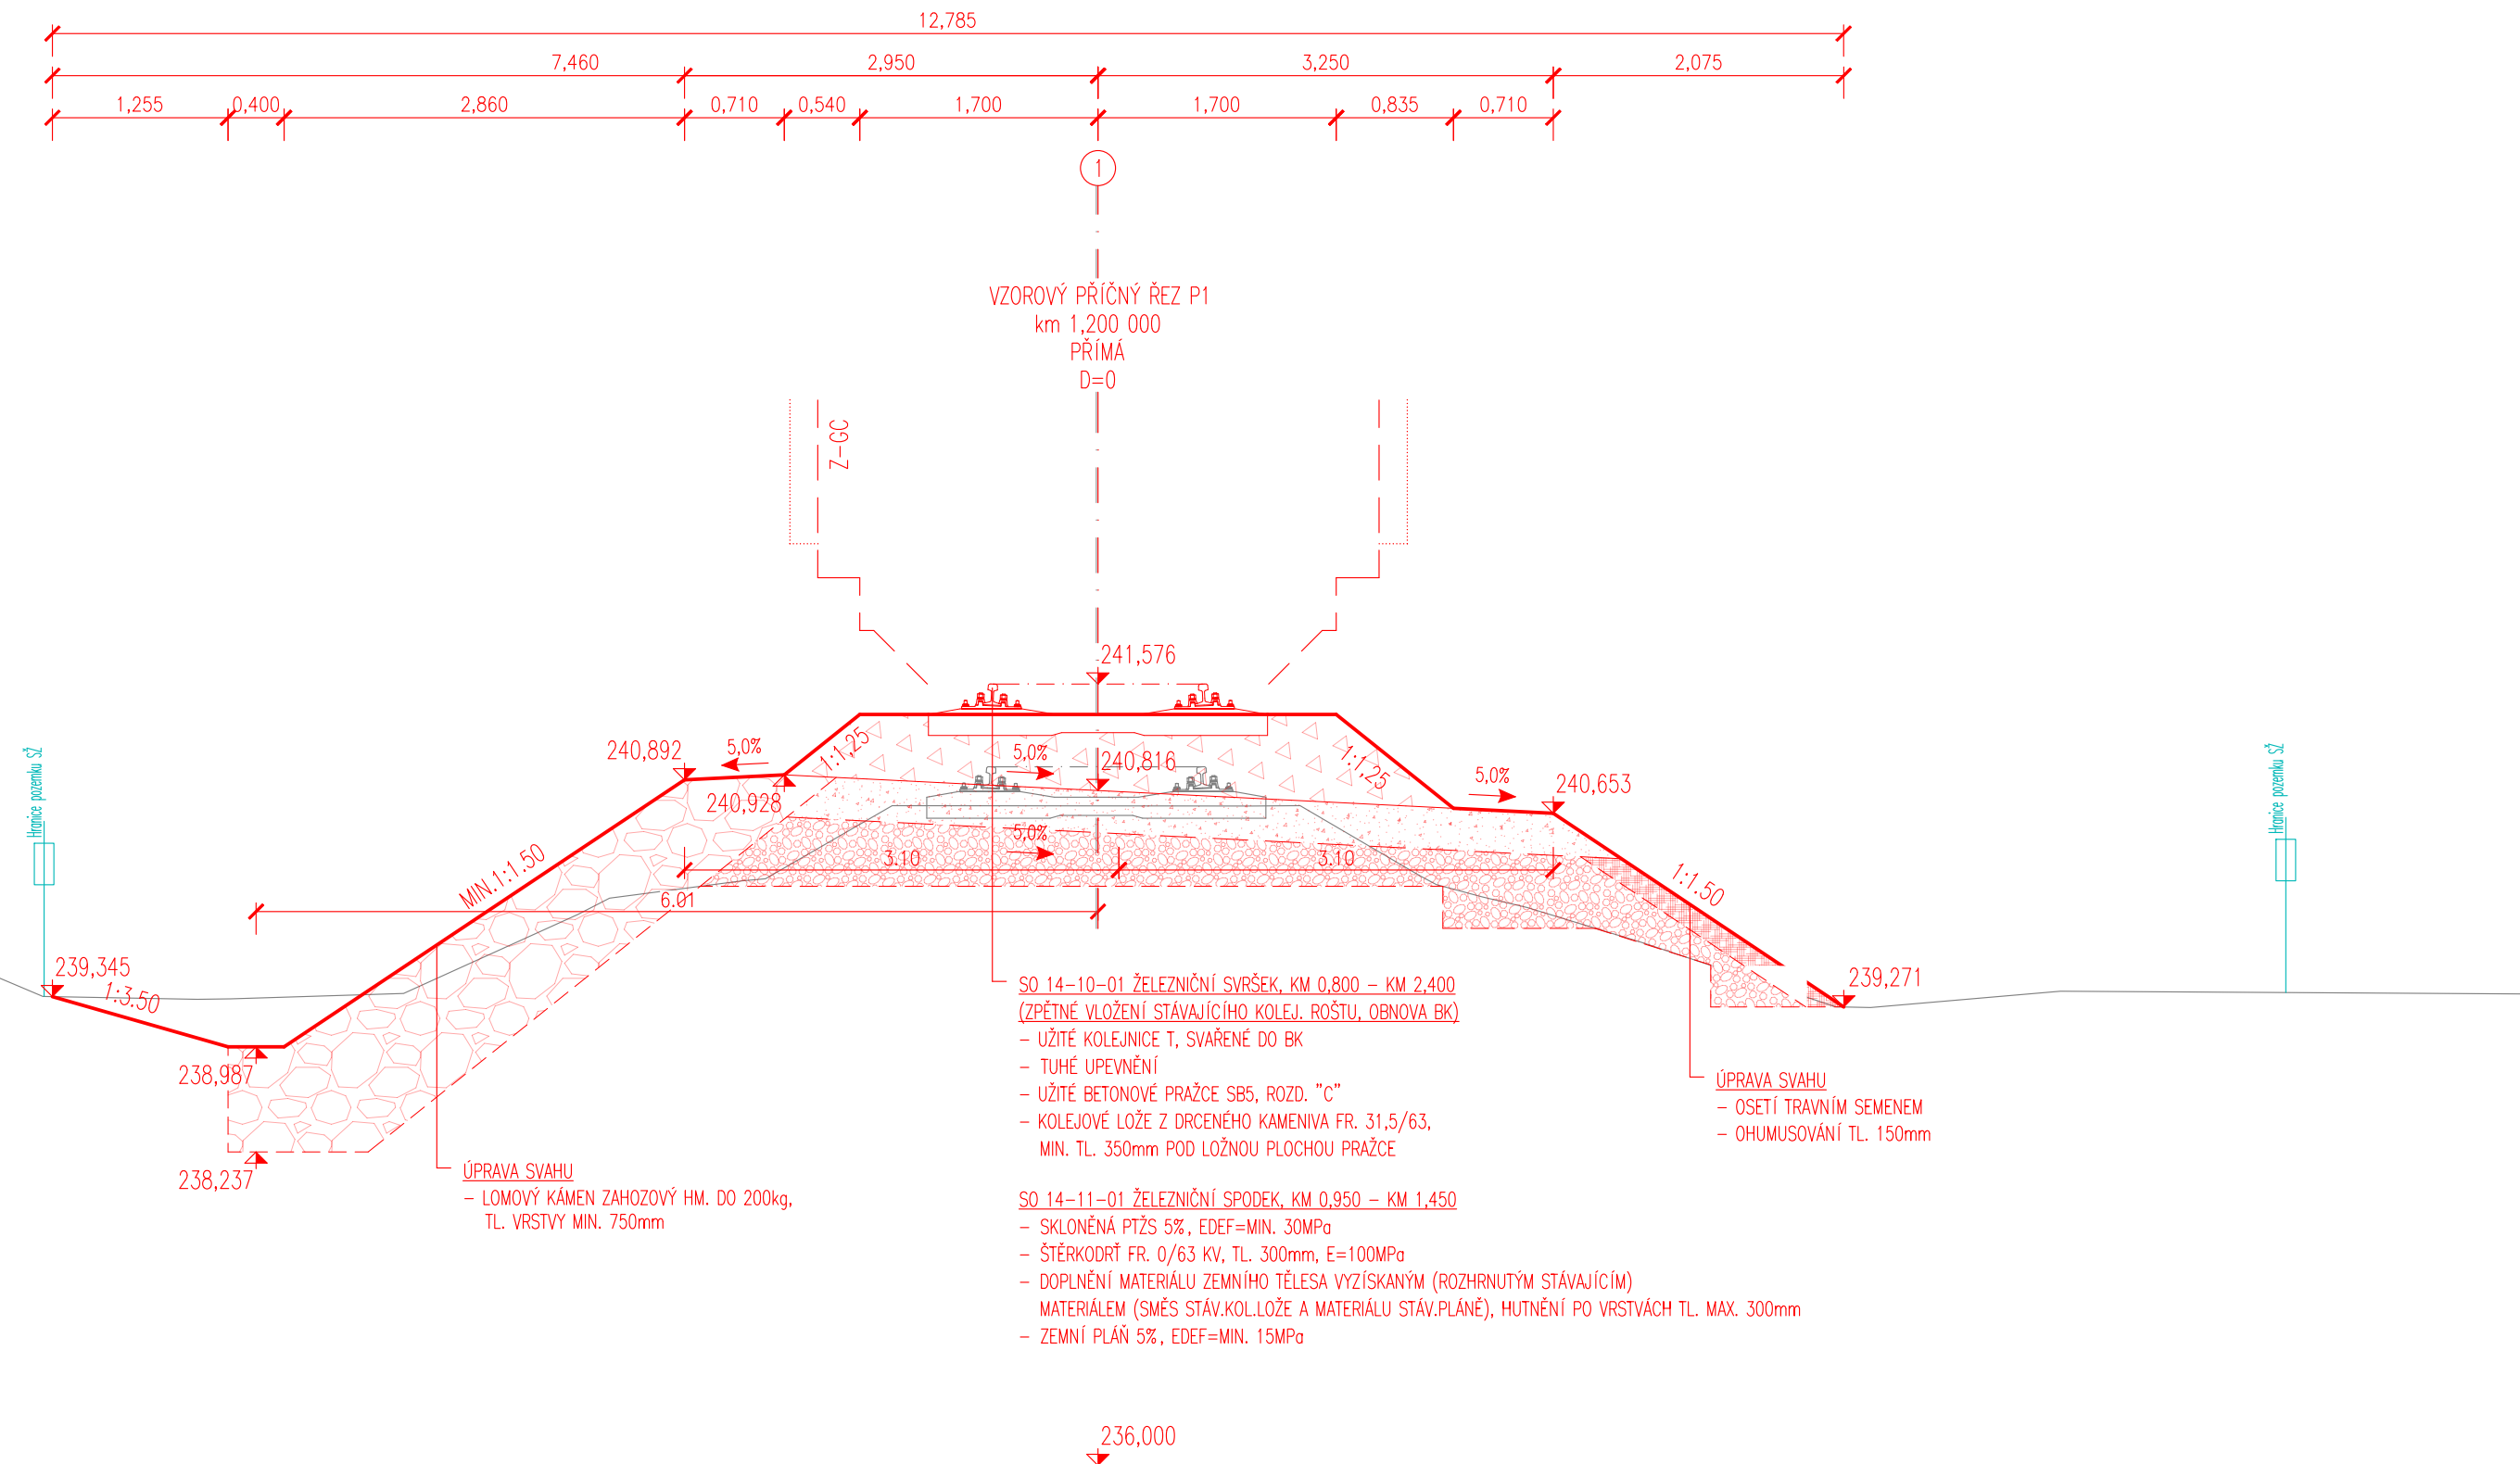 12,785
7,460 2,950 3,250 2,075
1,255 0,400 2,860 0,710 0,540 1,700 1,700 0,835 0,710
1
VZOROVÝ PŘÍČNÝ ŘEZ P1
km 1,200 000
PŘÍMÁ
D=0
Z-GC
241,576
240,892
5,0%
1:1,25
5,0%
240,816
1:1,25
5,0%
240,653
240,928
5,0%
3.10
3.10
MIN.1:1.50
1:1.50
6.01
Hranice pozemku SŽ
Hranice pozemku SŽ
239,345
1:3.50
239,271
238,987
238,237
SO 14-10-01 ŽELEZNIČNÍ SVRŠEK, KM 0,800 - KM 2,400
(ZPĚTNÉ VLOŽENÍ STÁVAJÍCÍHO KOLEJ. ROŠTU, OBNOVA BK)
- UŽITÉ KOLEJNICE T, SVAŘENÉ DO BK
- TUHÉ UPEVNĚNÍ
- UŽITÉ BETONOVÉ PRAŽCE SB5, ROZD. "C"
- KOLEJOVÉ LOŽE Z DRCENÉHO KAMENIVA FR. 31,5/63,
MIN. TL. 350mm POD LOŽNOU PLOCHOU PRAŽCE
ÚPRAVA SVAHU
- OSETÍ TRAVNÍM SEMENEM
- OHUMUSOVÁNÍ TL. 150mm
ÚPRAVA SVAHU
- LOMOVÝ KÁMEN ZAHOZOVÝ HM. DO 200kg,
TL. VRSTVY MIN. 750mm
SO 14-11-01 ŽELEZNIČNÍ SPODEK, KM 0,950 - KM 1,450
- SKLONĚNÁ PTŽS 5%, EDEF=MIN. 30MPa
- ŠTĚRKODRŤ FR. 0/63 KV, TL. 300mm, E=100MPa
- DOPLNĚNÍ MATERIÁLU ZEMNÍHO TĚLESA VYZÍSKANÝM (ROZHRNUTÝM STÁVAJÍCÍM)
MATERIÁLEM (SMĚS STÁV.KOL.LOŽE A MATERIÁLU STÁV.PLÁNĚ), HUTNĚNÍ PO VRSTVÁCH TL. MAX. 300mm
- ZEMNÍ PLÁŇ 5%, EDEF=MIN. 15MPa
236,000